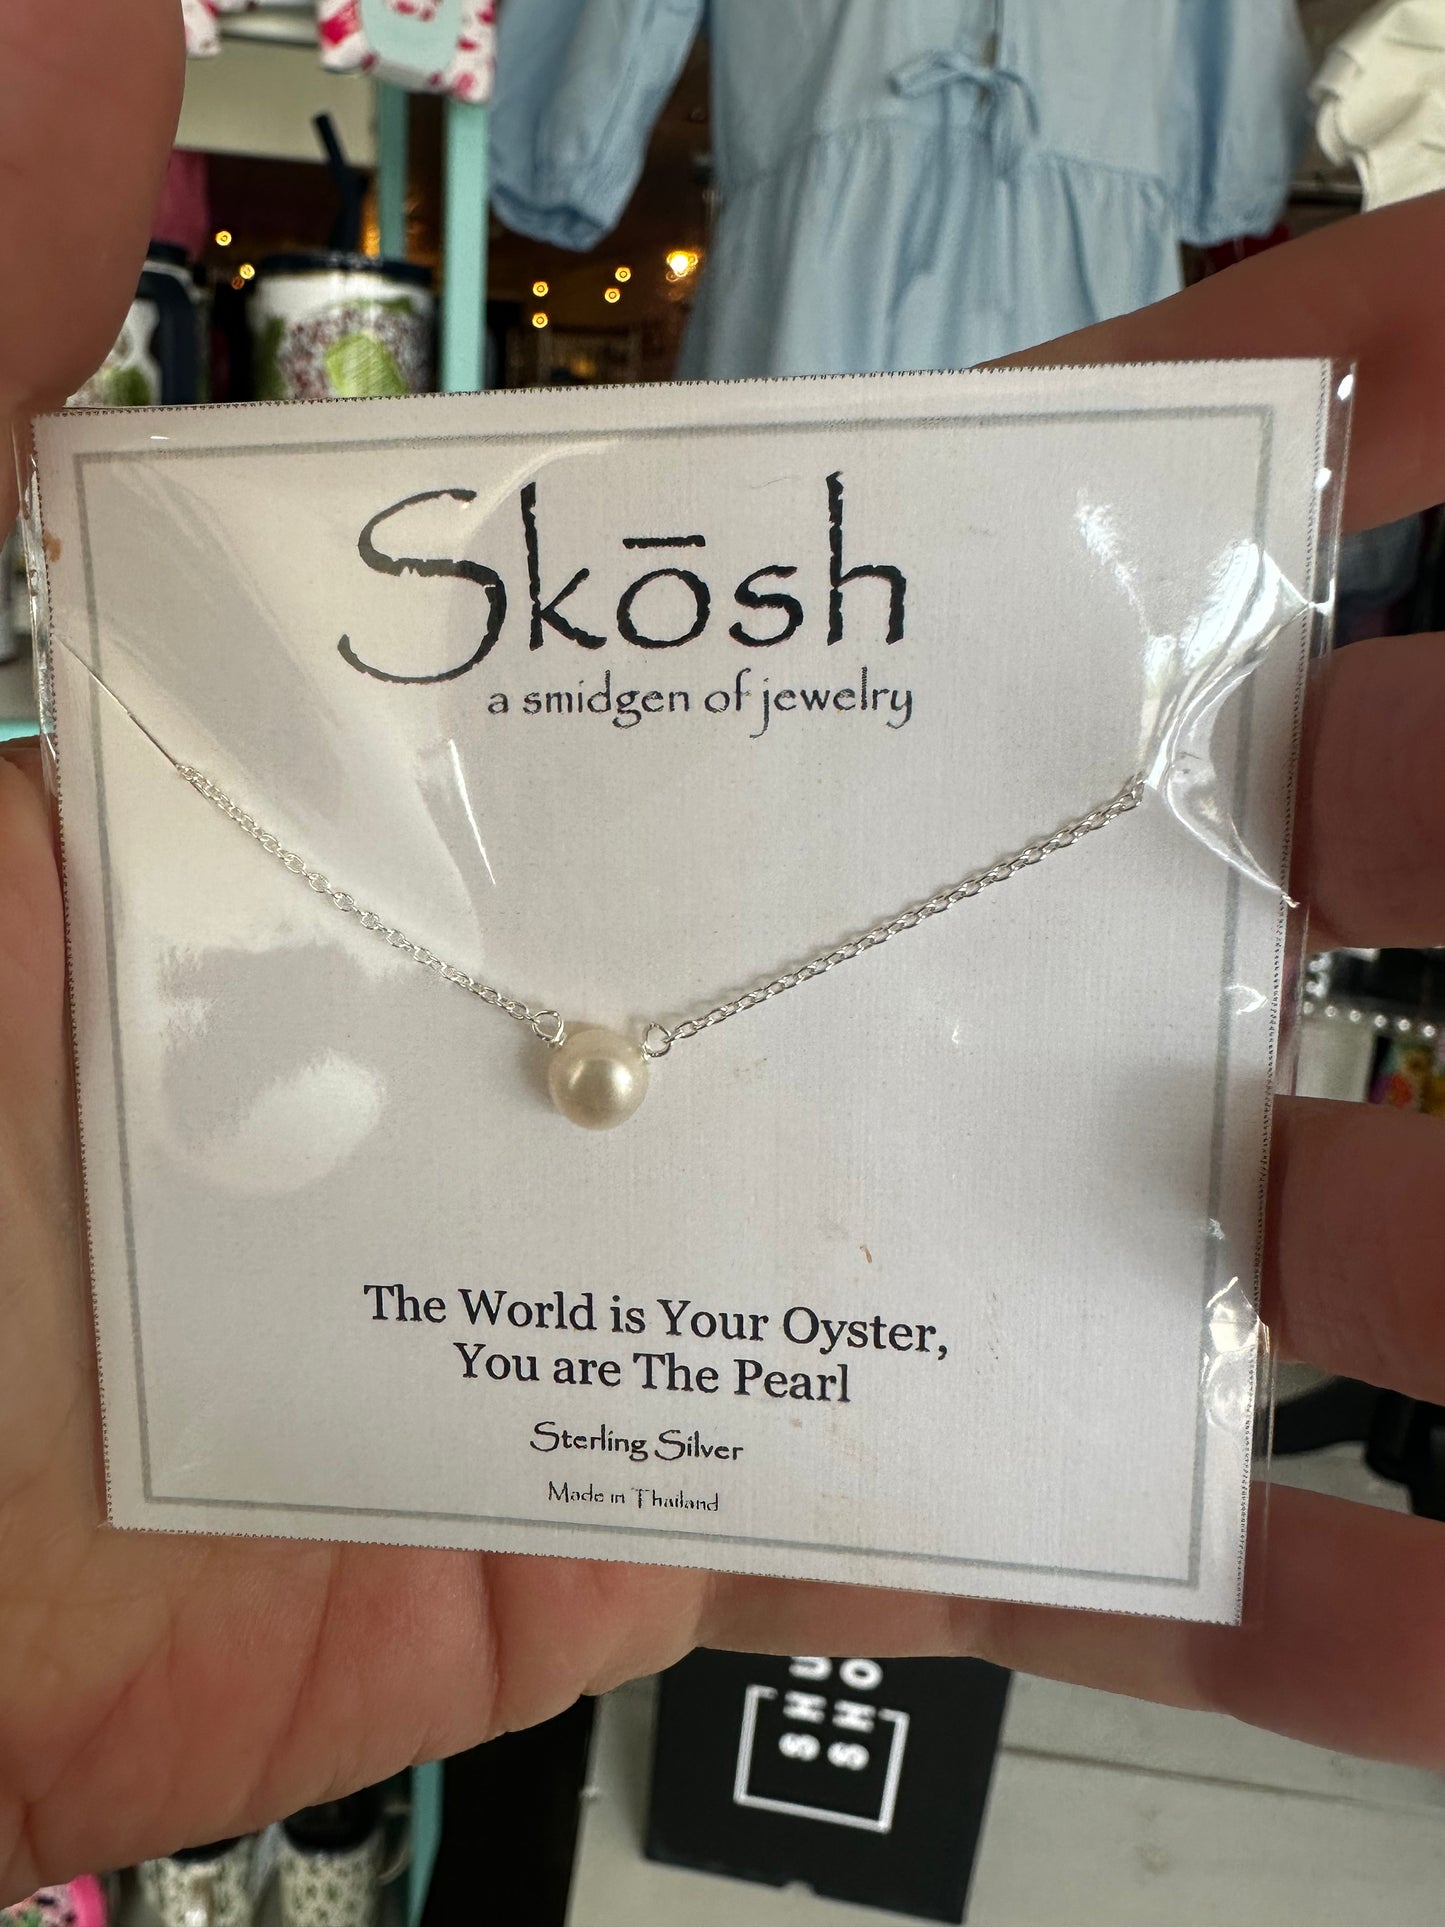 Skōsh
a smidgen of jewelry
The World is Your Oyster,
You are The Pearl
Sterling Silver
Made in Thailand